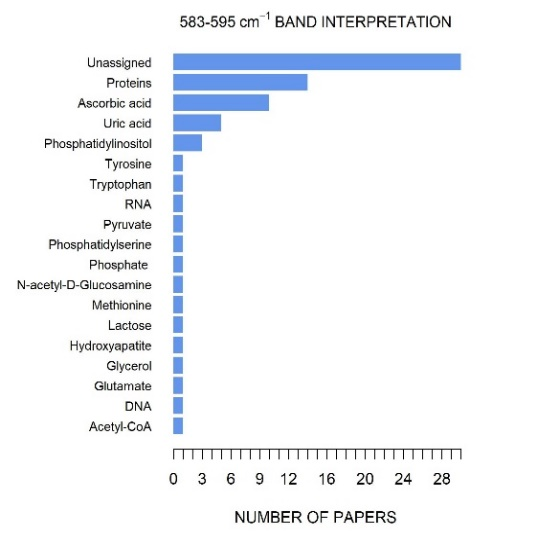 583-595 cm⁻¹ BAND INTERPRETATION
Unassigned
Proteins
Ascorbic acid
Uric acid
Phosphatidylinositol
Tyrosine
Tryptophan
RNA
Pyruvate
Phosphatidylserine
Phosphate
N-acetyl-D-Glucosamine
Methionine
Lactose
Hydroxyapatite
Glycerol
Glutamate
DNA
Acetyl-CoA
0 3 6 9 12 16 20 24 28
NUMBER OF PAPERS